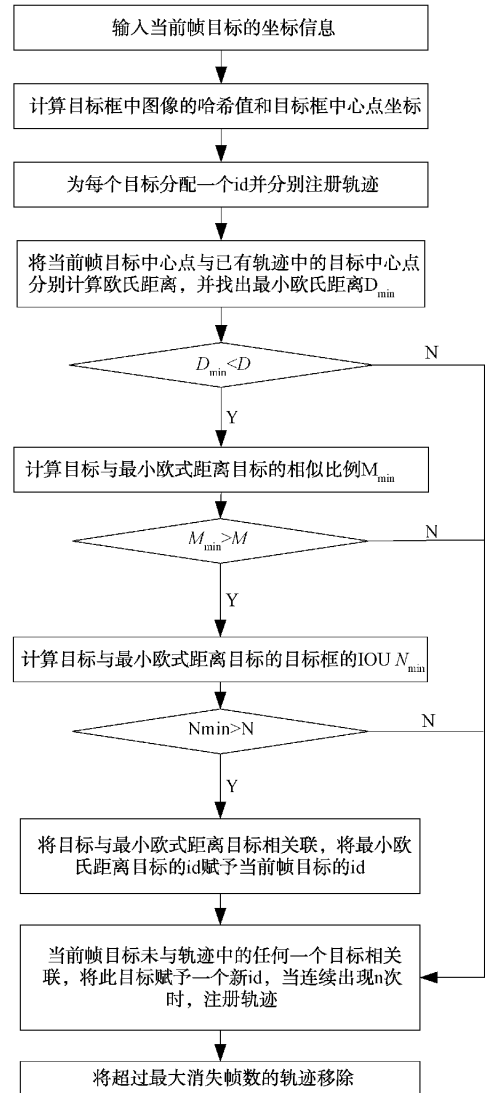 输入当前帧目标的坐标信息
计算目标框中图像的哈希值和目标框中心点坐标
为每个目标分配一个id并分别注册轨迹
将当前帧目标中心点与已有轨迹中的目标中心点
分别计算欧氏距离，并找出最小欧氏距离Dmin
Dmin<D
N
Y
计算目标与最小欧式距离目标的相似比例Mmin
Mmin>M
N
Y
计算目标与最小欧式距离目标的目标框的IOU Nmin
Nmin>N
N
Y
将目标与最小欧式距离目标相关联，将最小欧
氏距离目标的id赋予当前帧目标的id
当前帧目标未与轨迹中的任何一个目标相关
联，将此目标赋予一个新id，当连续出现n次
时，注册轨迹
将超过最大消失帧数的轨迹移除